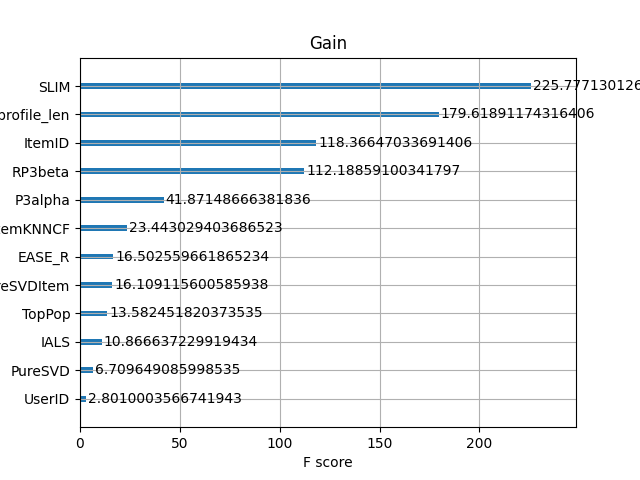 Gain
SLIM 225.777130126
profile_len 179.61891174316406
ItemID 118.36647033691406
RP3beta 112.18859100341797
P3alpha 41.87148666381836
emKNNCF 23.443029403686523
EASE_R 16.502559661865234
eSVDItem 16.109115600585938
TopPop 13.582451820373535
IALS 10.866637229919434
PureSVD 6.709649085998535
UserID 2.8010003566741943
0 50 100 150 200
F score